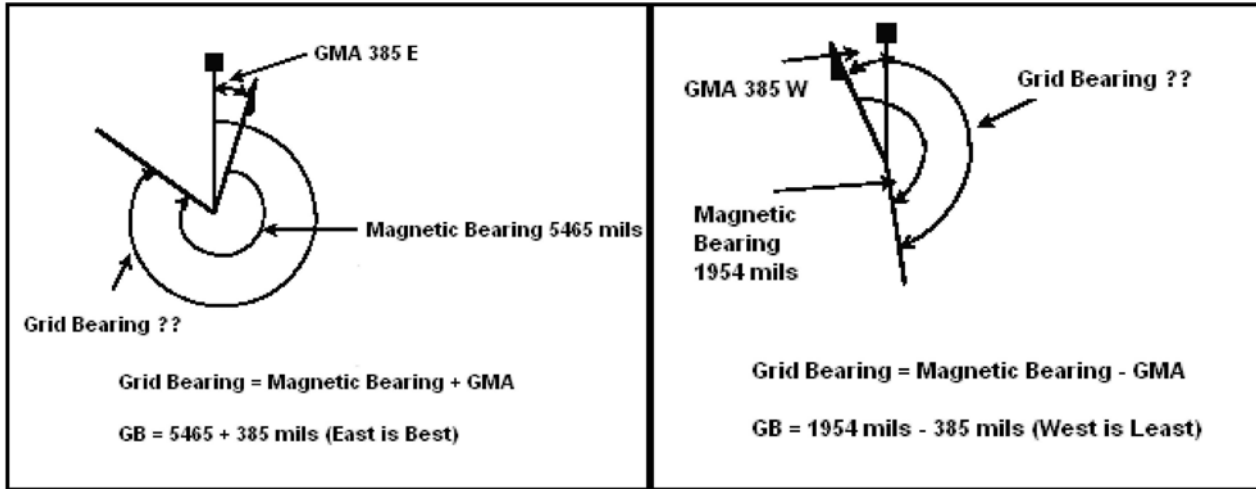 GMA 385 E
Magnetic Bearing 5465 mils
Grid Bearing ??
Grid Bearing = Magnetic Bearing + GMA
GB = 5465 + 385 mils (East is Best)
GMA 385 W
Grid Bearing ??
Magnetic
Bearing
1954 mils
Grid Bearing = Magnetic Bearing - GMA
GB = 1954 mils - 385 mils (West is Least)